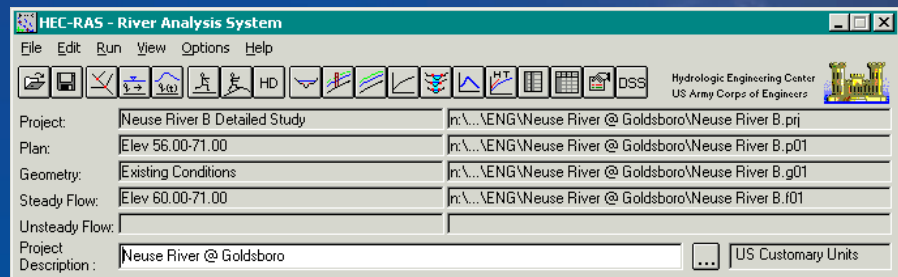 HEC-RAS - River Analysis System
File Edit Run View Options Help
HD HT DSS
Hydrologic Engineering Center
US Army Corps of Engineers
Project: Neuse River B Detailed Study n:\...\ENG\Neuse River @ Goldsboro\Neuse River B.prj
Plan: Elev 56.00-71.00 n:\...\ENG\Neuse River @ Goldsboro\Neuse River B.p01
Geometry: Existing Conditions n:\...\ENG\Neuse River @ Goldsboro\Neuse River B.g01
Steady Flow: Elev 60.00-71.00 n:\...\ENG\Neuse River @ Goldsboro\Neuse River B.f01
Unsteady Flow:
Project
Description : Neuse River @ Goldsboro ... US Customary Units